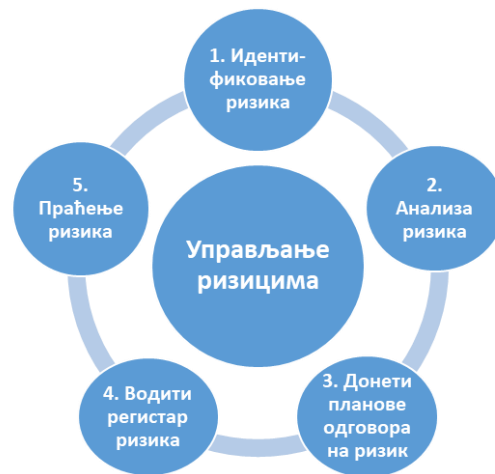 1. Иденти-
фиковање
ризика
2.
Анализа
ризика
3. Донети
планове
одговора
на ризик
4. Водити
регистар
ризика
5.
Праћење
ризика
Управљање
ризицима